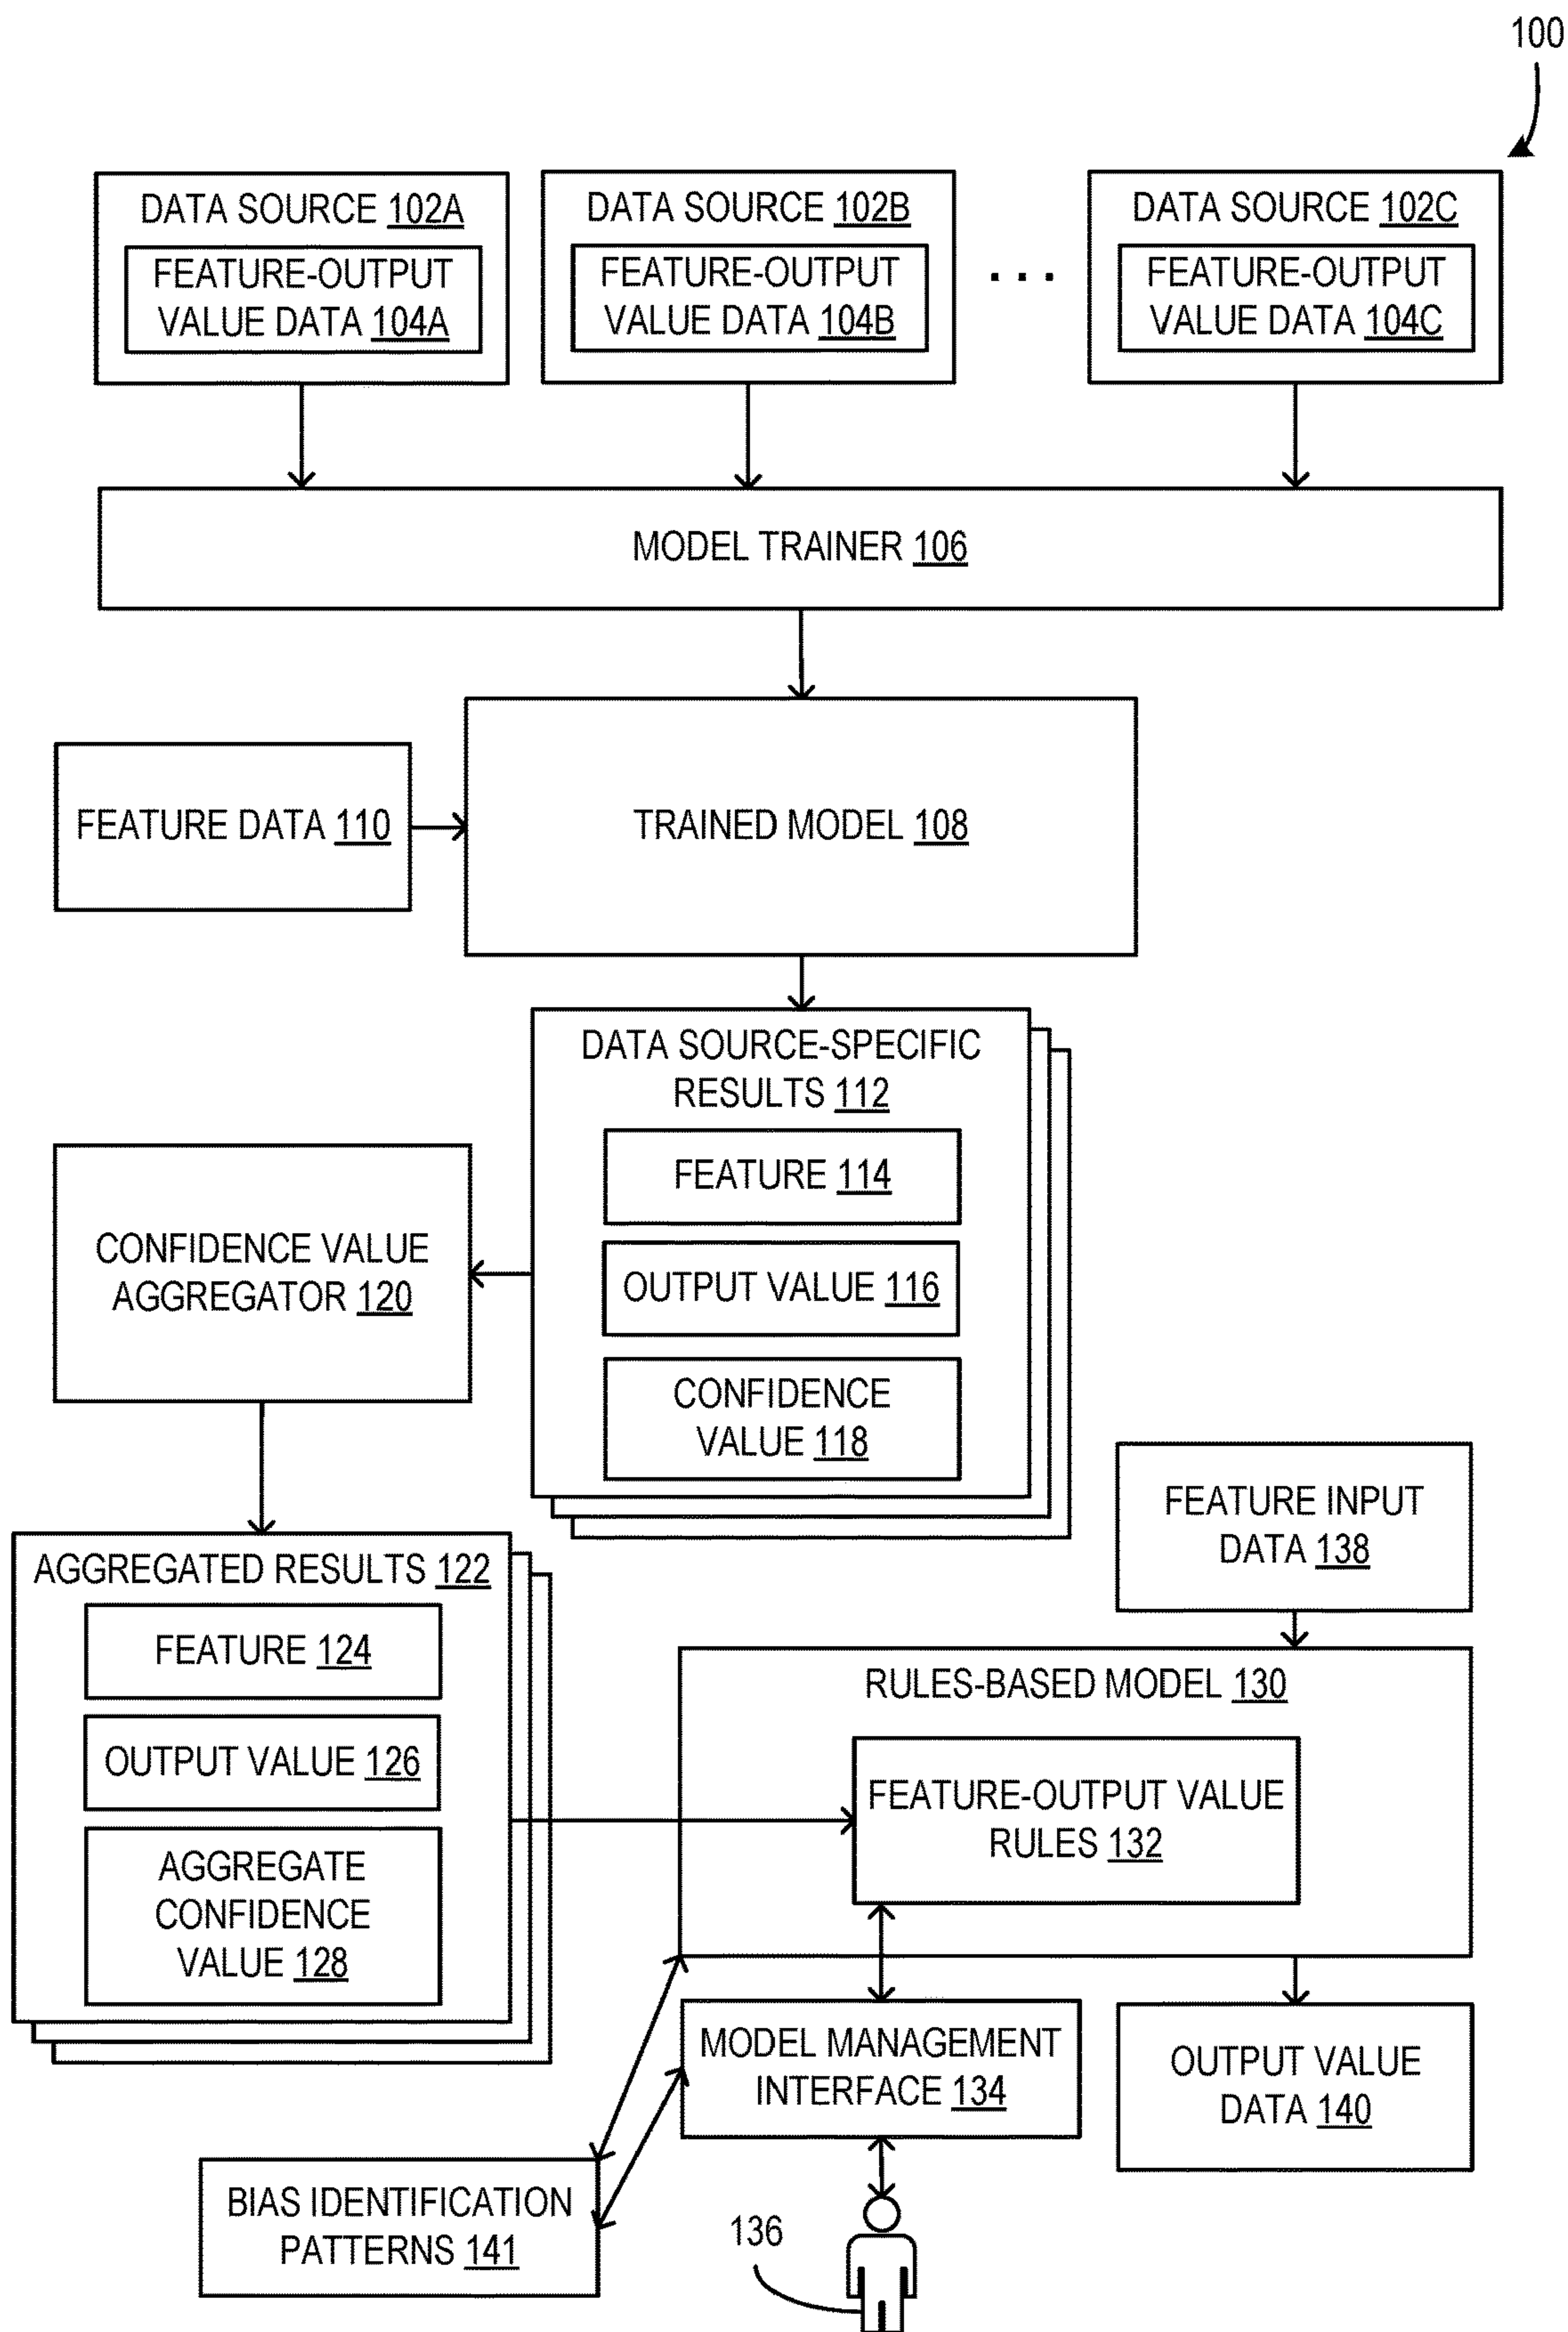 100
DATA SOURCE 102A
FEATURE-OUTPUT
VALUE DATA 104A
DATA SOURCE 102B
FEATURE-OUTPUT
VALUE DATA 104B
...
DATA SOURCE 102C
FEATURE-OUTPUT
VALUE DATA 104C
MODEL TRAINER 106
FEATURE DATA 110
TRAINED MODEL 108
DATA SOURCE-SPECIFIC
RESULTS 112
FEATURE 114
OUTPUT VALUE 116
CONFIDENCE
VALUE 118
CONFIDENCE VALUE
AGGREGATOR 120
AGGREGATED RESULTS 122
FEATURE 124
OUTPUT VALUE 126
AGGREGATE
CONFIDENCE
VALUE 128
FEATURE INPUT
DATA 138
RULES-BASED MODEL 130
FEATURE-OUTPUT VALUE
RULES 132
MODEL MANAGEMENT
INTERFACE 134
OUTPUT VALUE
DATA 140
BIAS IDENTIFICATION
PATTERNS 141
136